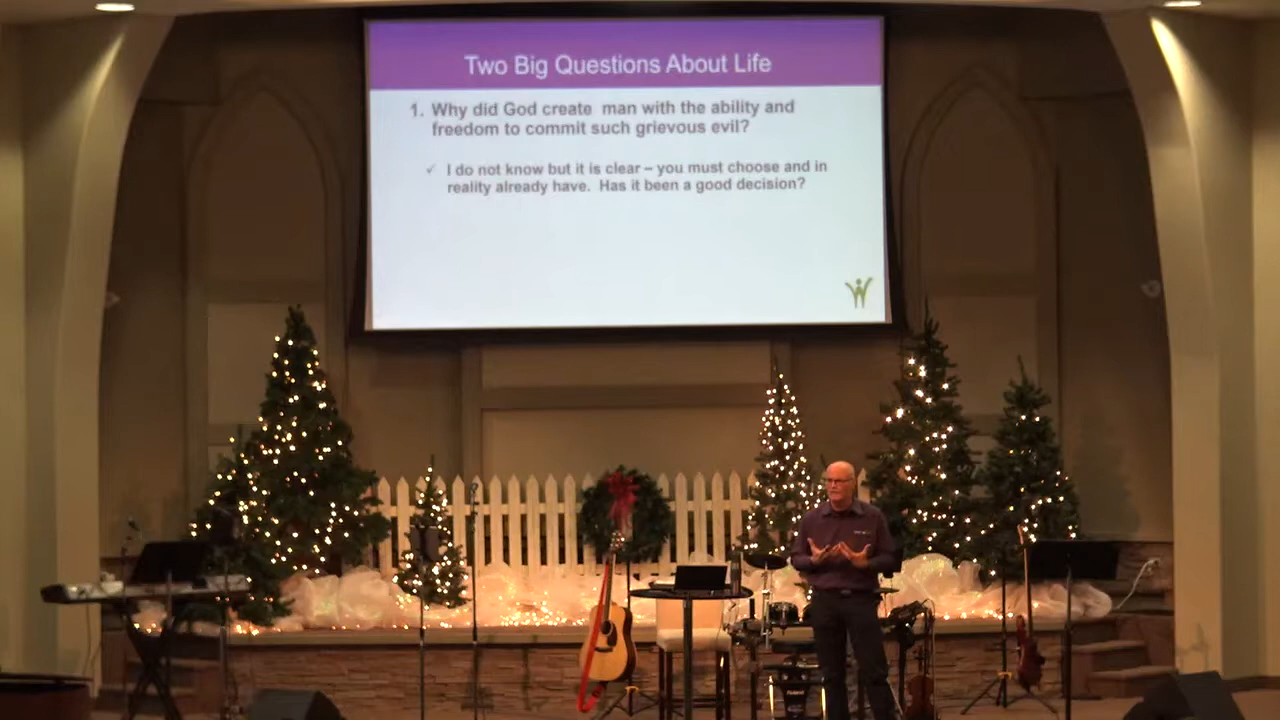 Two Big Questions About Life
1. Why did God create man with the ability and
freedom to commit such grievous evil?
✓ I do not know but it is clear – you must choose and in
reality already have. Has it been a good decision?
Roland